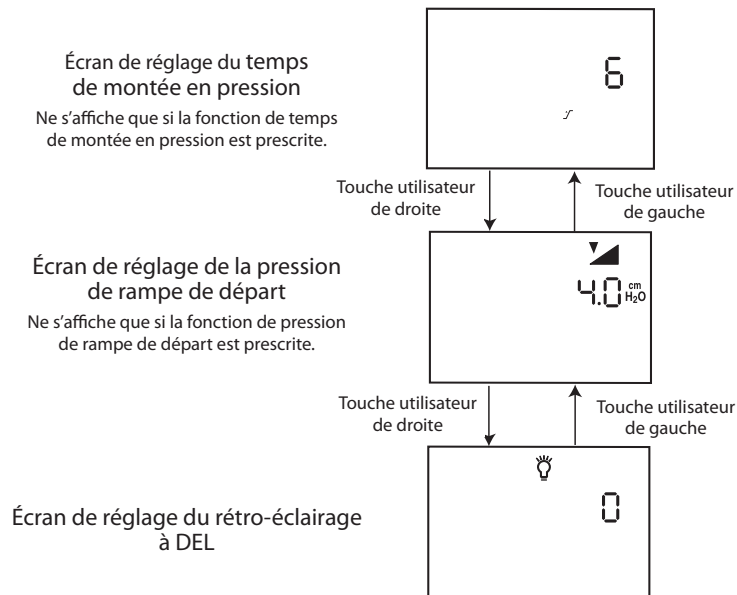 Écran de réglage du temps
de montée en pression
Ne s'affiche que si la fonction de temps
de montée en pression est prescrite.
6
Touche utilisateur
de droite
Touche utilisateur
de gauche
Écran de réglage de la pression
de rampe de départ
Ne s'affiche que si la fonction de pression
de rampe de départ est prescrite.
4.0 cm H₂O
Touche utilisateur
de droite
Touche utilisateur
de gauche
Écran de réglage du rétro-éclairage
à DEL
0